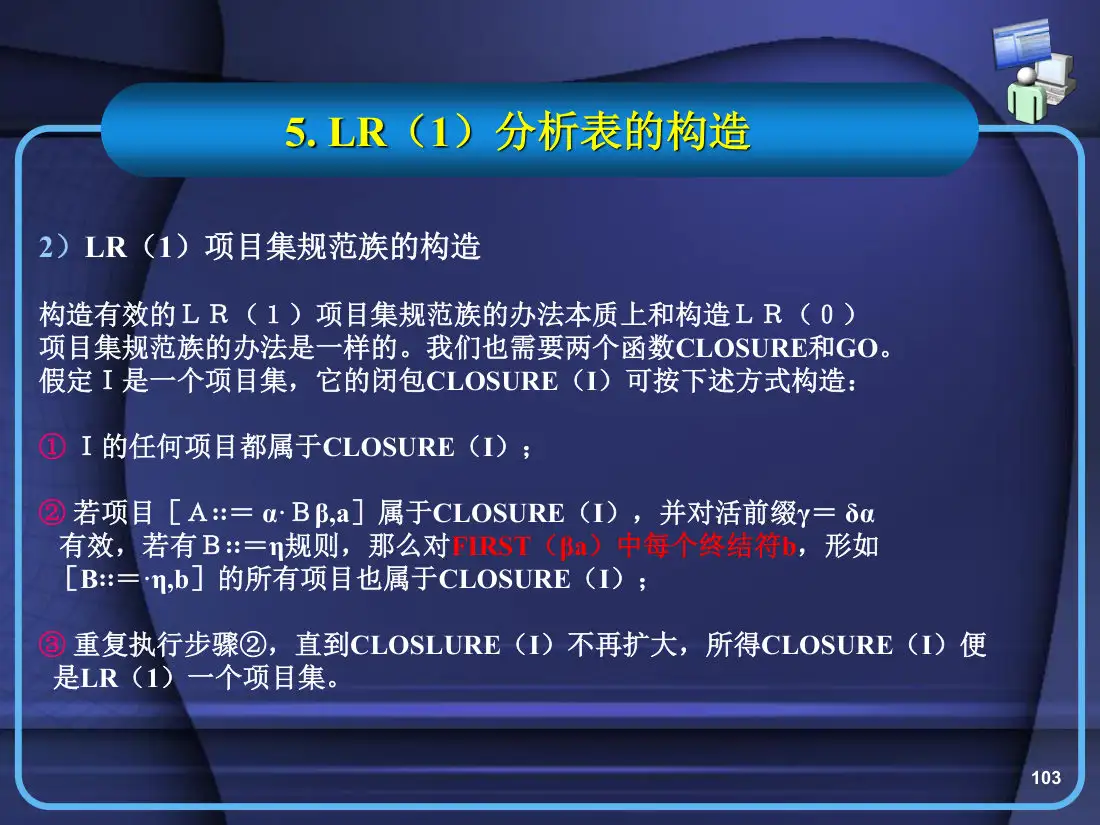 5. LR（1）分析表的构造
2）LR（1）项目集规范族的构造
构造有效的ＬＲ（１）项目集规范族的办法本质上和构造ＬＲ（０）
项目集规范族的办法是一样的。我们也需要两个函数CLOSURE和GO。
假定Ｉ是一个项目集，它的闭包CLOSURE（I）可按下述方式构造：
① Ｉ的任何项目都属于CLOSURE（I）；
② 若项目［Ａ∷＝ α·Ｂβ,a］属于CLOSURE（I），并对活前缀γ＝ δα
有效，若有Ｂ∷＝η规则，那么对FIRST（βa）中每个终结符b，形如
［B∷＝·η,b］的所有项目也属于CLOSURE（I）；
③ 重复执行步骤②，直到CLOSLURE（I）不再扩大，所得CLOSURE（I）便
是LR（1）一个项目集。
103